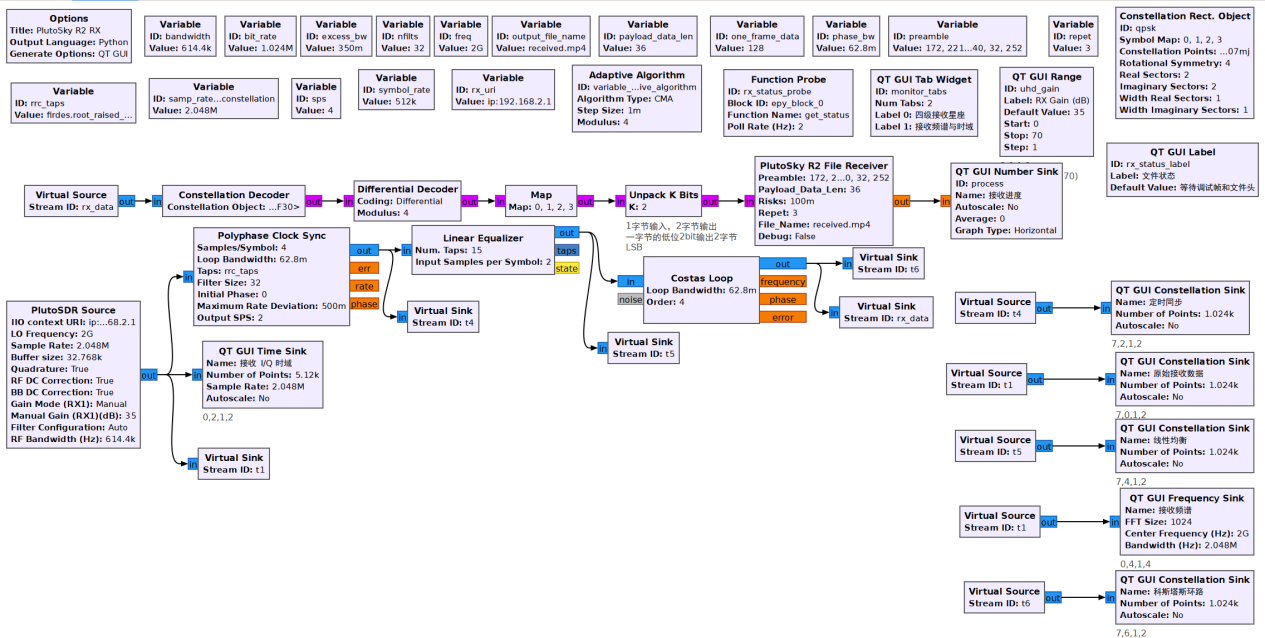 Options
Title: PlutoSky R2 RX
Output Language: Python
Generate Options: QT GUI
Variable
ID: bandwidth
Value: 614.4k
Variable
ID: bit_rate
Value: 1.024M
Variable
ID: excess_bw
Value: 350m
Variable
ID: nfilts
Value: 32
Variable
ID: freq
Value: 2G
Variable
ID: output_file_name
Value: received.mp4
Variable
ID: payload_data_len
Value: 36
Variable
ID: one_frame_data
Value: 128
Variable
ID: phase_bw
Value: 62.8m
Variable
ID: preamble
Value: 172, 221...40, 32, 252
Variable
ID: repet
Value: 3
Constellation Rect. Object
ID: qpsk
Symbol Map: 0, 1, 2, 3
Constellation Points: ...07mj
Rotational Symmetry: 4
Real Sectors: 2
Imaginary Sectors: 2
Width Real Sectors: 1
Width Imaginary Sectors: 1
Variable
ID: rrc_taps
Value: firdes.root_raised_...
Variable
ID: samp_rate...constellation
Value: 2.048M
Variable
ID: sps
Value: 4
Variable
ID: symbol_rate
Value: 512k
Variable
ID: rx_uri
Value: ip:192.168.2.1
Adaptive Algorithm
ID: variable_...ive_algorithm
Algorithm Type: CMA
Step Size: 1m
Modulus: 4
Function Probe
ID: rx_status_probe
Block ID: epy_block_0
Function Name: get_status
Poll Rate (Hz): 2
QT GUI Tab Widget
ID: monitor_tabs
Num Tabs: 2
Label 0: 四级接收星座
Label 1: 接收频谱与时域
QT GUI Range
ID: uhd_gain
Label: RX Gain (dB)
Default Value: 35
Start: 0
Stop: 70
Step: 1
70)
QT GUI Label
ID: rx_status_label
Label: 文件状态
Default Value: 等待调试帧和文件头
Virtual Source
Stream ID: rx_data
out
in
Constellation Decoder
Constellation Object: ...F30>
out
in
Differential Decoder
Coding: Differential
Modulus: 4
out
in
Map
Map: 0, 1, 2, 3
out
in
Unpack K Bits
K: 2
out
1字节输入，2字节输出
一字节的低位2bit输出2字节
LSB
in
PlutoSky R2 File Receiver
Preamble: 172, 2...0, 32, 252
Payload_Data_Len: 36
Risks: 100m
Repet: 3
File_Name: received.mp4
Debug: False
out
in
QT GUI Number Sink
ID: process
Name: 接收进度
Autoscale: No
Average: 0
Graph Type: Horizontal
in
Polyphase Clock Sync
Samples/Symbol: 4
Loop Bandwidth: 62.8m
Taps: rrc_taps
Filter Size: 32
Initial Phase: 0
Maximum Rate Deviation: 500m
Output SPS: 2
out
err
rate
phase
in
Linear Equalizer
Num. Taps: 15
Input Samples per Symbol: 2
out
taps
state
in
Virtual Sink
Stream ID: t4
in
noise
Costas Loop
Loop Bandwidth: 62.8m
Order: 4
out
frequency
phase
error
in
Virtual Sink
Stream ID: t6
in
Virtual Sink
Stream ID: rx_data
in
Virtual Sink
Stream ID: t5
PlutoSDR Source
IIO context URI: ip:...68.2.1
LO Frequency: 2G
Sample Rate: 2.048M
Buffer size: 32.768k
Quadrature: True
RF DC Correction: True
BB DC Correction: True
Gain Mode (RX1): Manual
Manual Gain (RX1)(dB): 35
Filter Configuration: Auto
RF Bandwidth (Hz): 614.4k
out
in
QT GUI Time Sink
Name: 接收 I/Q 时域
Number of Points: 5.12k
Sample Rate: 2.048M
Autoscale: No
0,2,1,2
in
Virtual Sink
Stream ID: t1
Virtual Source
Stream ID: t4
out
in
QT GUI Constellation Sink
Name: 定时同步
Number of Points: 1.024k
Autoscale: No
7,2,1,2
Virtual Source
Stream ID: t1
out
in
QT GUI Constellation Sink
Name: 原始接收数据
Number of Points: 1.024k
Autoscale: No
7,0,1,2
Virtual Source
Stream ID: t5
out
in
QT GUI Constellation Sink
Name: 线性均衡
Number of Points: 1.024k
Autoscale: No
7,4,1,2
Virtual Source
Stream ID: t1
out
in
QT GUI Frequency Sink
Name: 接收频谱
FFT Size: 1024
Center Frequency (Hz): 2G
Bandwidth (Hz): 2.048M
0,4,1,4
Virtual Source
Stream ID: t6
out
in
QT GUI Constellation Sink
Name: 科斯塔斯环路
Number of Points: 1.024k
Autoscale: No
7,6,1,2